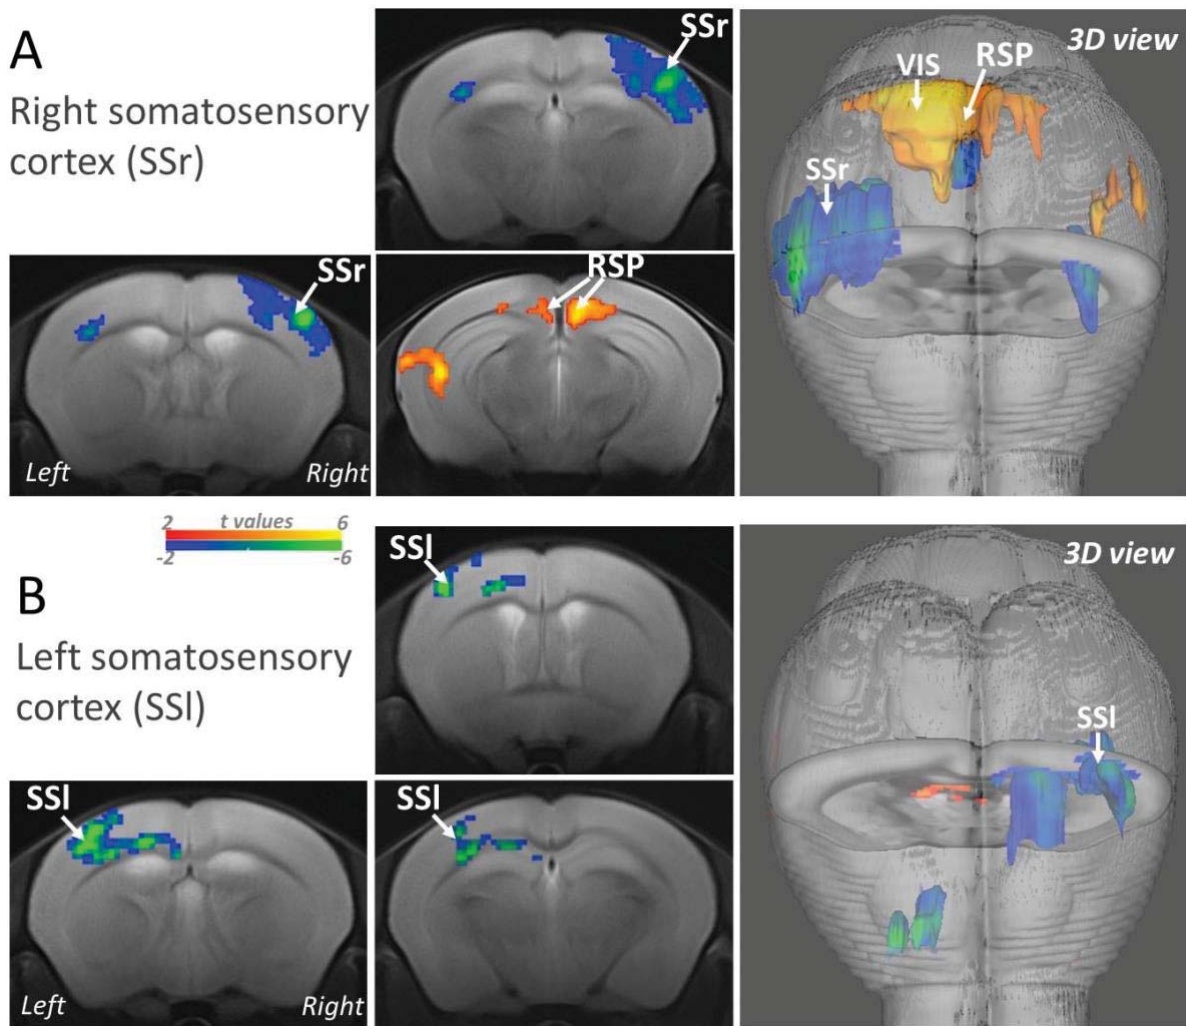 A
Right somatosensory
cortex (SSr)
SSr
SSr
Left
Right
RSP
3D view
VIS
RSP
SSr
2 t values 6
-2 -6
B
Left somatosensory
cortex (SSl)
SSl
SSl
Left
Right
SSl
3D view
SSl